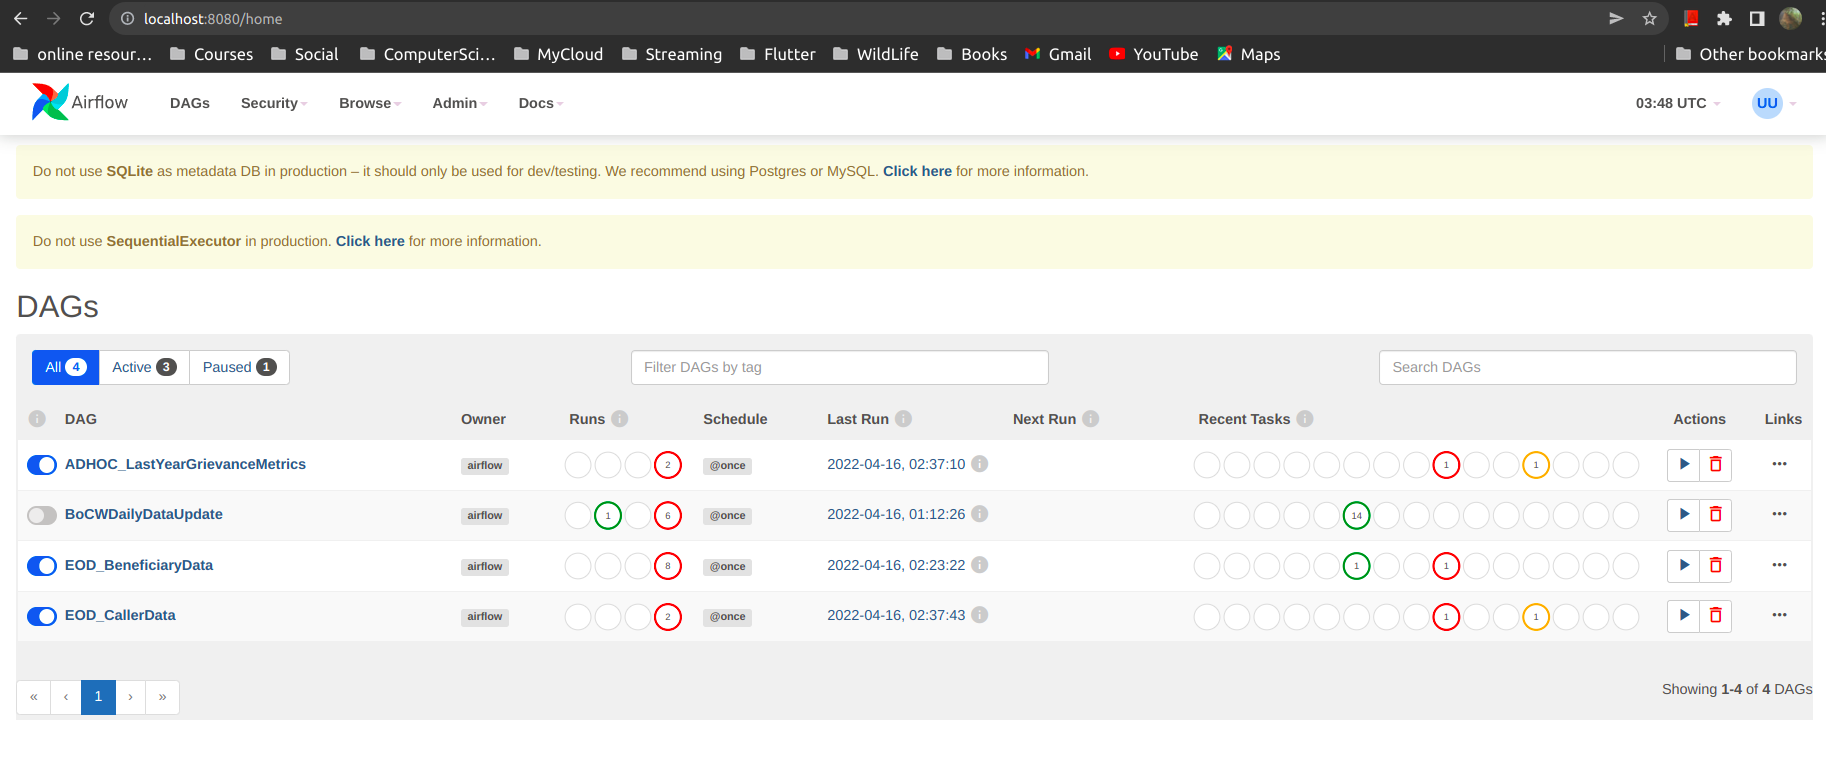 localhost:8080/home
online resour... Courses Social ComputerSci... MyCloud Streaming Flutter WildLife Books Gmail YouTube Maps Other bookmarks
Airflow DAGs Security Browse Admin Docs 03:48 UTC UU
Do not use SQLite as metadata DB in production – it should only be used for dev/testing. We recommend using Postgres or MySQL. Click here for more information.
Do not use SequentialExecutor in production. Click here for more information.
DAGs
All 4 Active 3 Paused 1 Filter DAGs by tag Search DAGs
i DAG Owner Runs i Schedule Last Run i Next Run i Recent Tasks i Actions Links
ADHOC_LastYearGrievanceMetrics airflow 2 @once 2022-04-16, 02:37:10 i 1 1 ...
BoCWDailyDataUpdate airflow 1 6 @once 2022-04-16, 01:12:26 i 14 ...
EOD_BeneficiaryData airflow 8 @once 2022-04-16, 02:23:22 i 1 1 ...
EOD_CallerData airflow 2 @once 2022-04-16, 02:37:43 i 1 1 ...
« ‹ 1 › » Showing 1-4 of 4 DAGs